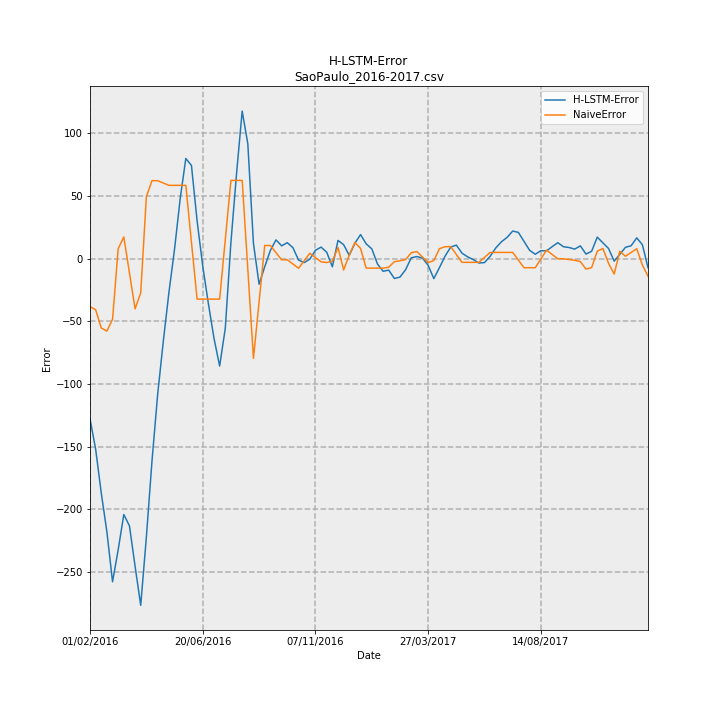 H-LSTM-Error
SaoPaulo_2016-2017.csv
H-LSTM-Error
NaiveError
Error
100
50
0
−50
−100
−150
−200
−250
01/02/2016
20/06/2016
07/11/2016
27/03/2017
14/08/2017
Date